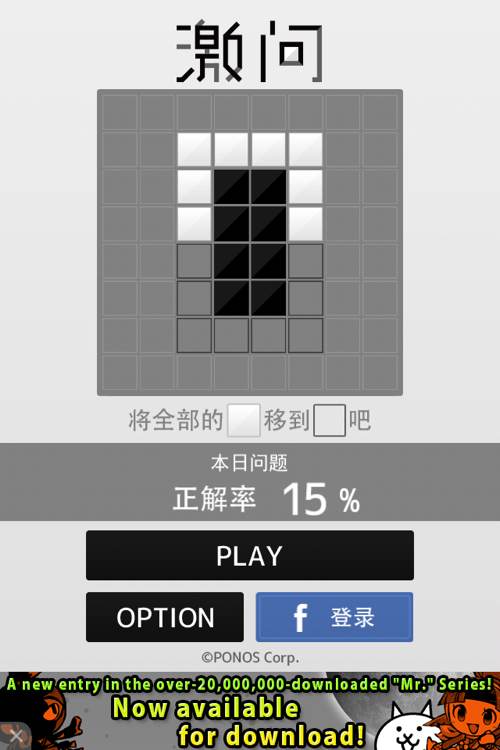 激问
将全部的 移到 吧
本日问题
正解率 15 %
PLAY
OPTION
f 登录
©PONOS Corp.
A new entry in the over-20,000,000-downloaded "Mr." Series!
Now available
for download!